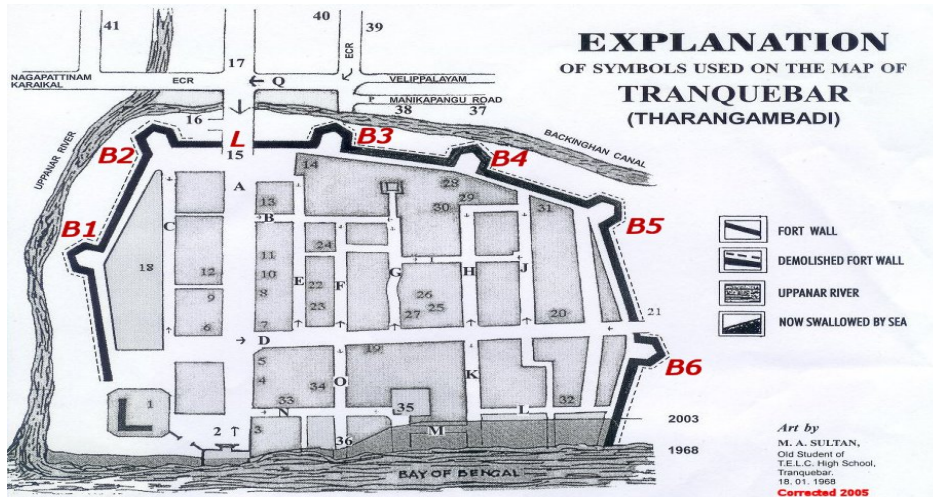 EXPLANATION
OF SYMBOLS USED ON THE MAP OF
TRANQUEBAR
(THARANGAMBADI)
41
40
39
17
NAGAPATTINAM
KARAIKAL
ECR
Q
ECR
VELIPPALAYAM
P
MANIKAPANGU ROAD
38
37
16
BACKINGHAN CANAL
UPPANAR RIVER
B2
L
B3
B4
15
14
A
28
13
29
B1
B
30
31
B5
C
24
18
11
12
10
E
22
F
G
H
J
9
8
23
26
27
25
20
21
6
7
D
19
B6
5
4
34
O
K
33
N
35
L
32
1
2
3
36
M
2003
1968
BAY OF BENGAL
FORT WALL
DEMOLISHED FORT WALL
UPPANAR RIVER
NOW SWALLOWED BY SEA
Art by
M. A. SULTAN,
Old Student of
T.E.L.C. High School,
Tranquebar.
18. 01. 1968
Corrected 2005